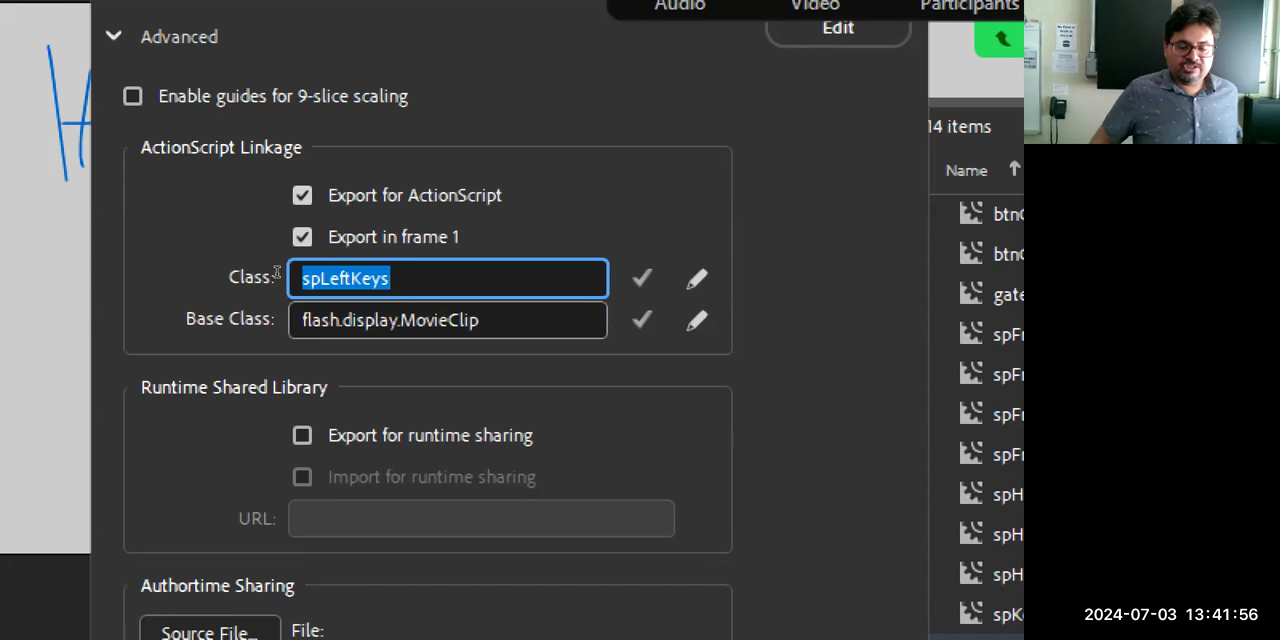 Audio Video Participants
Advanced
Edit
Enable guides for 9-slice scaling
14 items
ActionScript Linkage
Name
Export for ActionScript
Export in frame 1
Class: spLeftKeys
Base Class: flash.display.MovieClip
Runtime Shared Library
Export for runtime sharing
Import for runtime sharing
URL:
Authortime Sharing
Source File... File:
2024-07-03 13:41:56